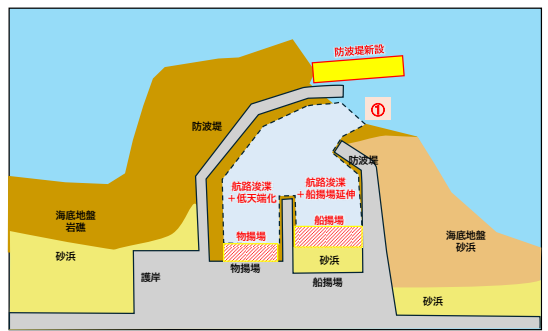 防波堤新設
①
防波堤
防波堤
航路浚渫
＋低天端化
航路浚渫
＋船揚場延伸
海底地盤
岩礁
船揚場
物揚場
海底地盤
砂浜
砂浜
砂浜
物揚場
護岸
船揚場
砂浜